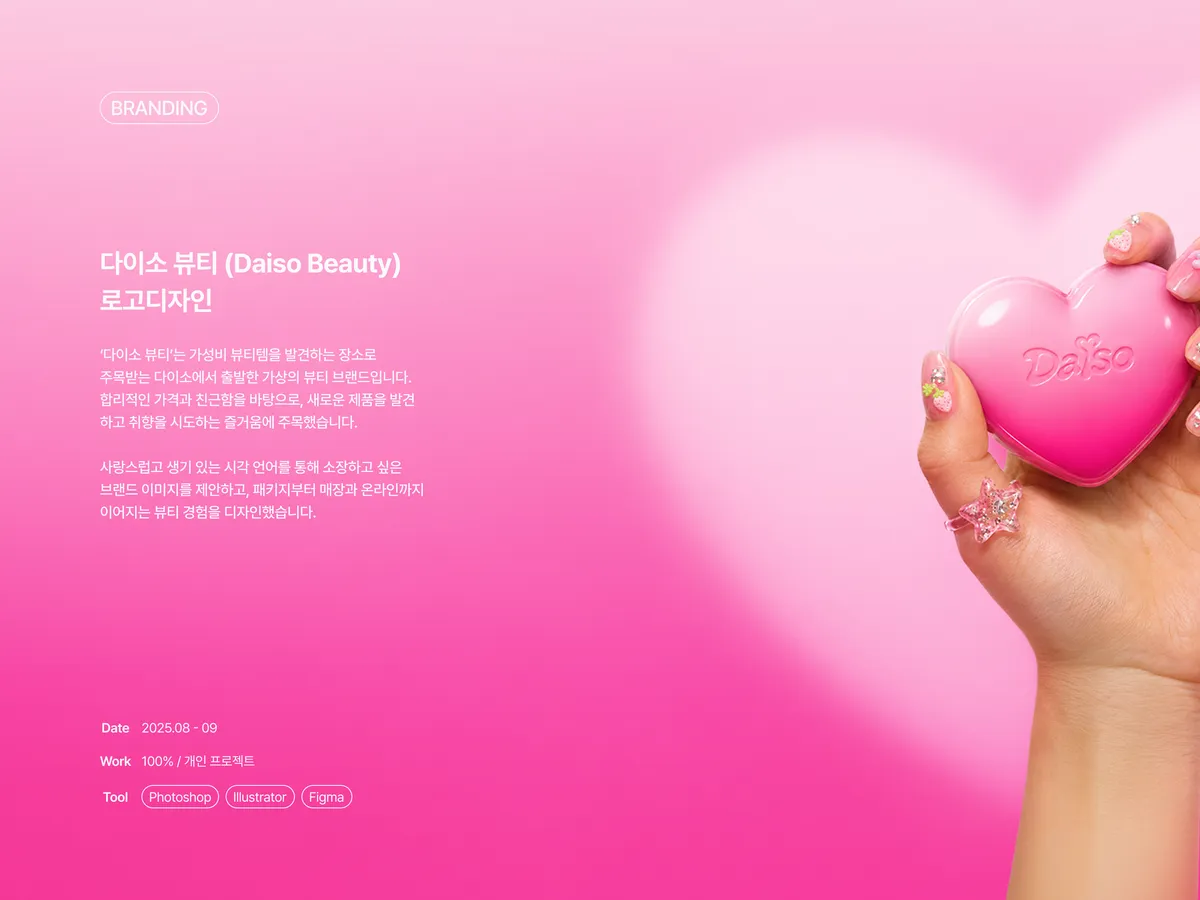 BRANDING
다이소 뷰티 (Daiso Beauty)
로고디자인
‘다이소 뷰티’는 가성비 뷰티템을 발견하는 장소로
주목받는 다이소에서 출발한 가상의 뷰티 브랜드입니다.
합리적인 가격과 친근함을 바탕으로, 새로운 제품을 발견
하고 취향을 시도하는 즐거움에 주목했습니다.
사랑스럽고 생기 있는 시각 언어를 통해 소장하고 싶은
브랜드 이미지를 제안하고, 패키지부터 매장과 온라인까지
이어지는 뷰티 경험을 디자인했습니다.
Daiso
Date 2025.08 - 09
Work 100% / 개인 프로젝트
Tool Photoshop Illustrator Figma